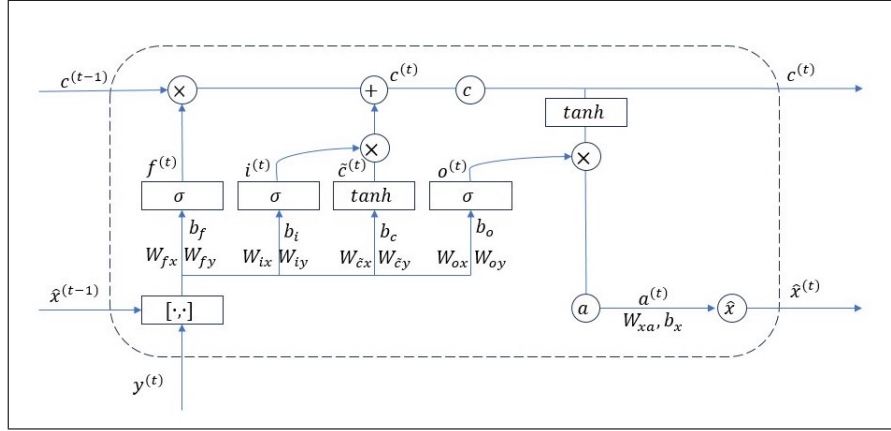 c^(t-1) × + c^(t) c c^(t)
tanh
f^(t) i^(t) × c̃^(t) o^(t) ×
σ σ tanh σ
b_f b_i b_c b_o
W_fx W_fy W_ix W_iy W_c̃x W_c̃y W_ox W_oy
x̂^(t-1) [·,·] a a^(t) x̂ x̂^(t)
W_xa, b_x
y^(t)